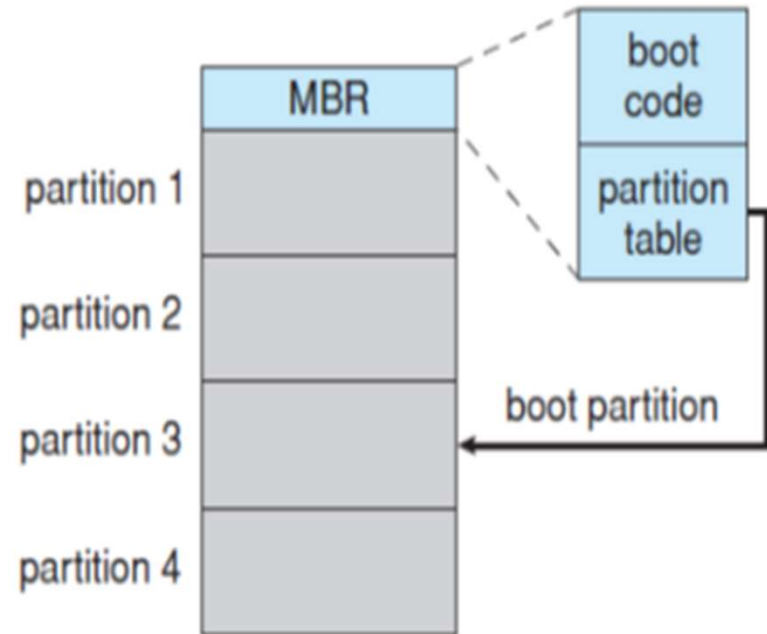 MBR
boot
code
partition
table
partition 1
partition 2
boot partition
partition 3
partition 4